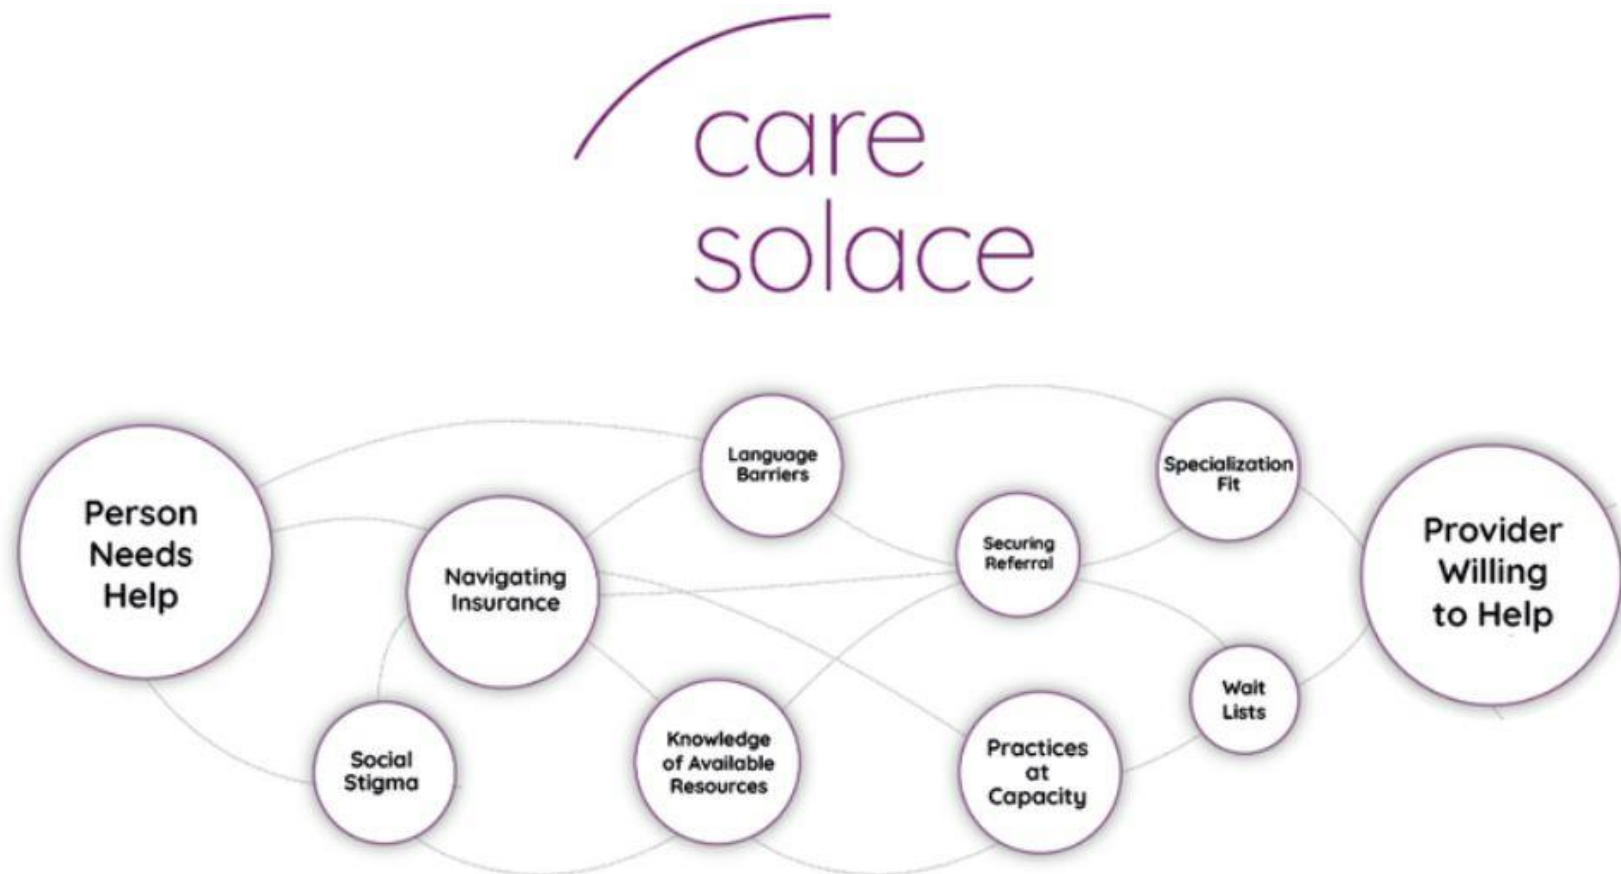 care
solace
Person
Needs
Help
Social
Stigma
Navigating
Insurance
Language
Barriers
Knowledge
of Available
Resources
Securing
Referral
Practices
at
Capacity
Specialization
Fit
Wait
Lists
Provider
Willing
to Help